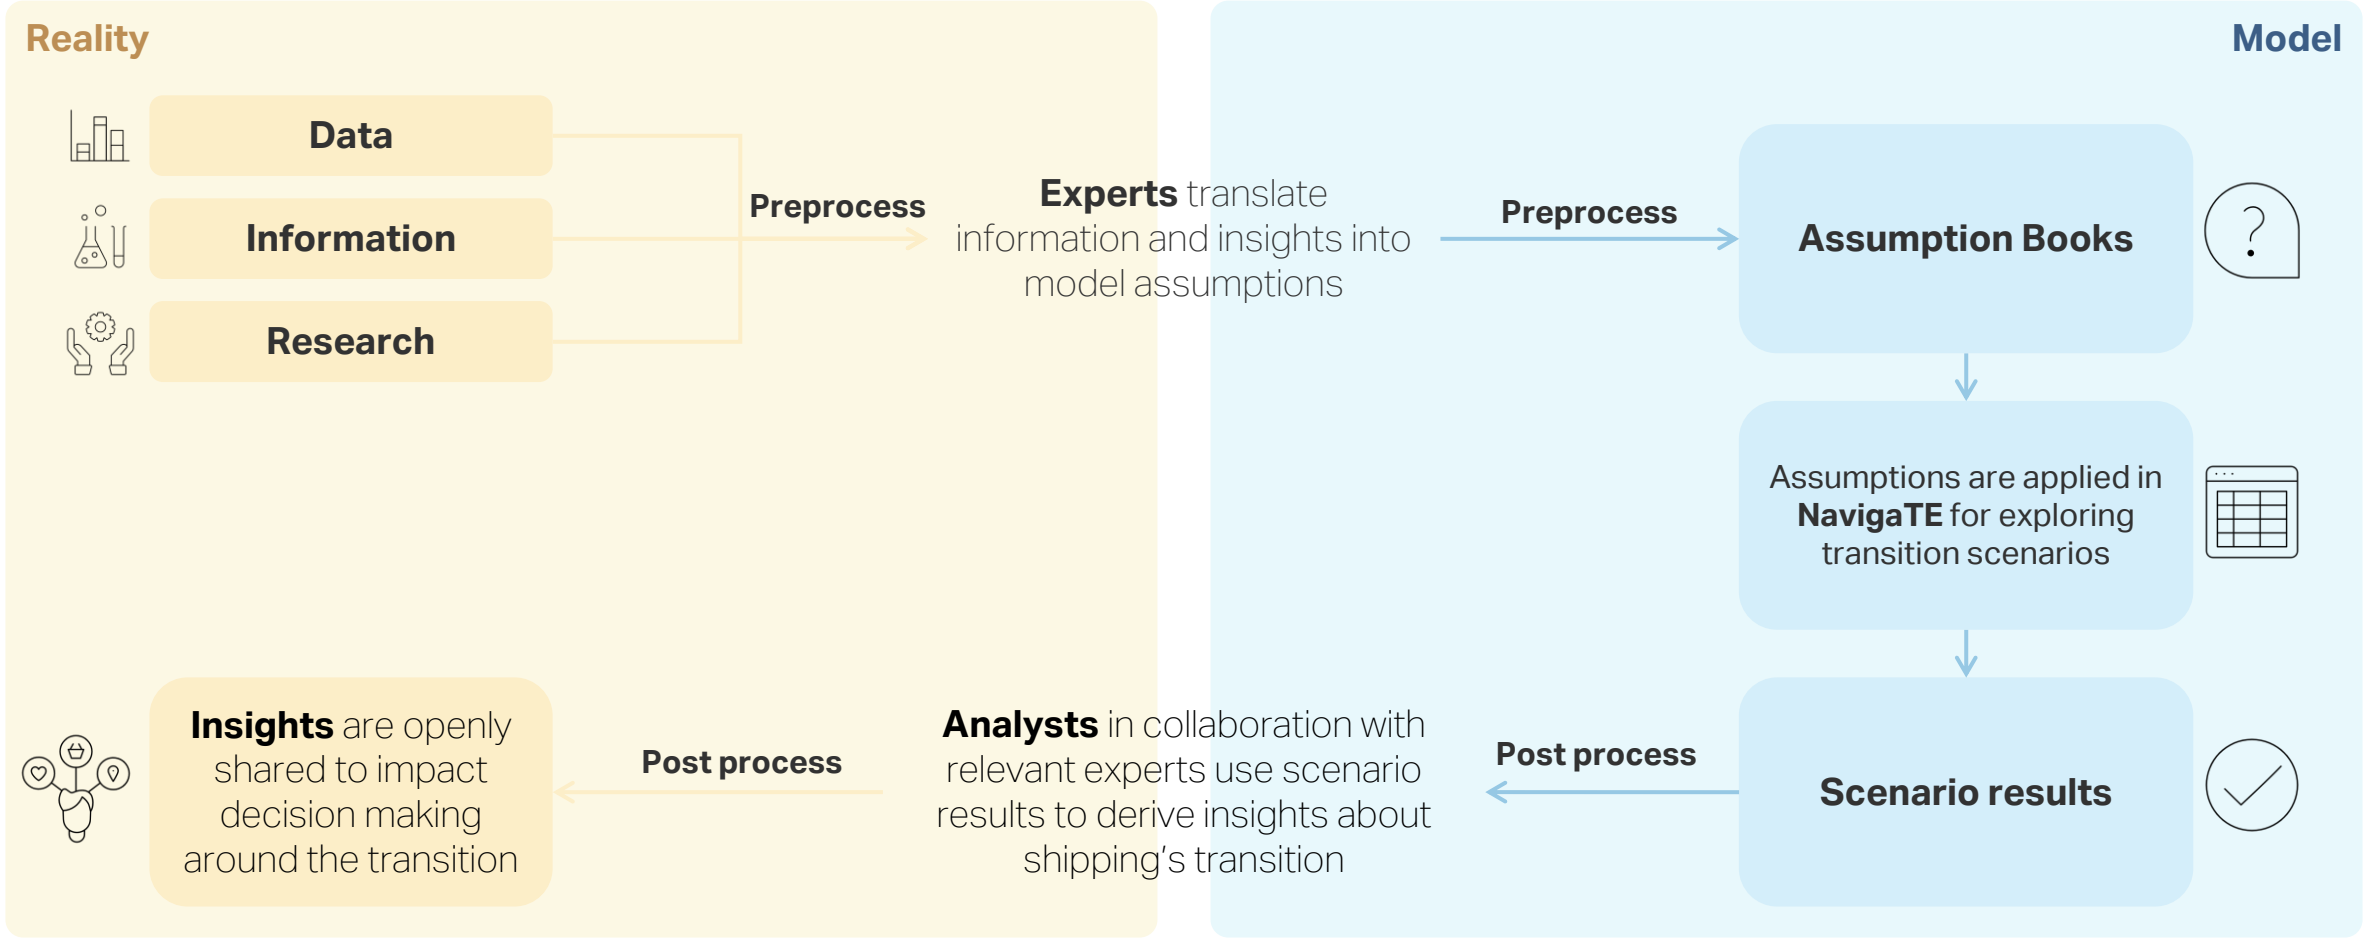 Reality
Model
Data
Information
Research
Preprocess
Experts translate
information and insights into
model assumptions
Preprocess
Assumption Books
?
Assumptions are applied in
NavigaTE for exploring
transition scenarios
Scenario results
Post process
Analysts in collaboration with
relevant experts use scenario
results to derive insights about
shipping's transition
Post process
Insights are openly
shared to impact
decision making
around the transition